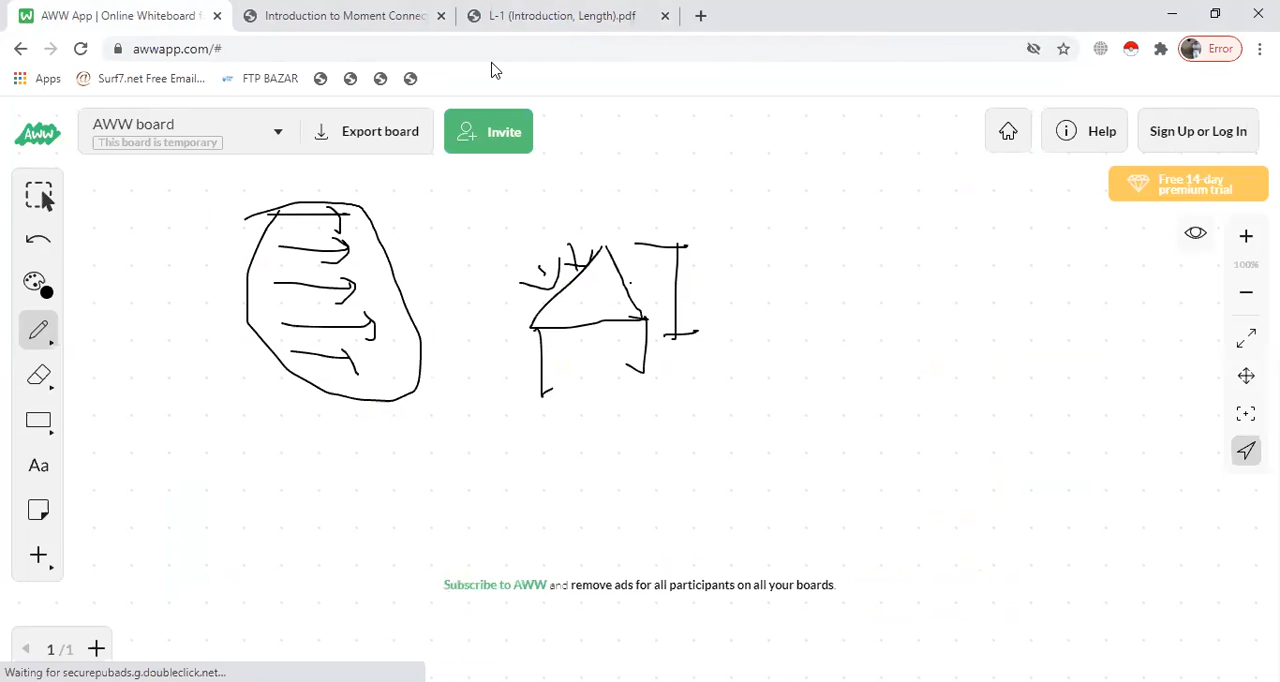 AWW App | Online Whiteboard f
Introduction to Moment Connec
L-1 (Introduction, Length).pdf
awwapp.com/#
Error
Apps
Surf7.net Free Email...
FTP BAZAR
AWW
AWW board
This board is temporary
Export board
Invite
Help
Sign Up or Log In
Free 14-day
premium trial
100%
Aa
Subscribe to AWW and remove ads for all participants on all your boards.
1 /1
Waiting for securepubads.g.doubleclick.net...